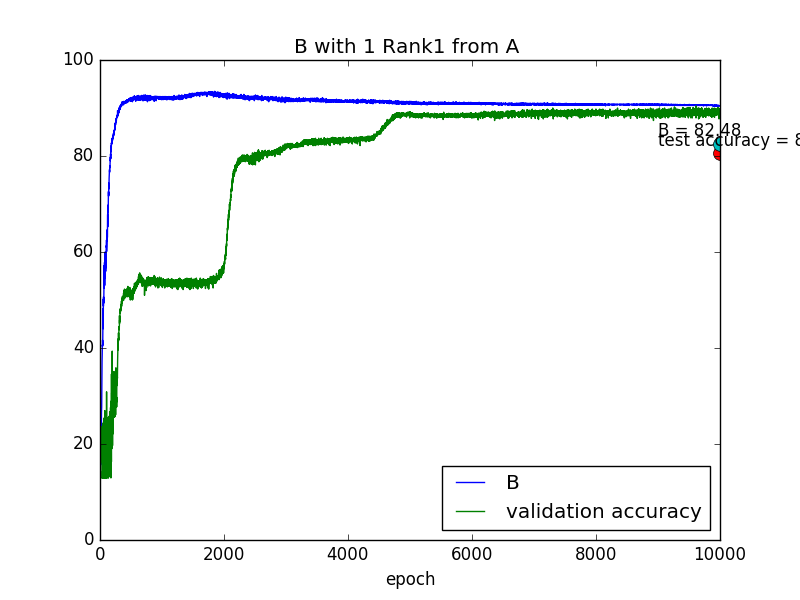 B with 1 Rank1 from A
100
80
60
40
20
0
B = 82.48
test accuracy = 8
B
validation accuracy
0 2000 4000 6000 8000 10000
epoch